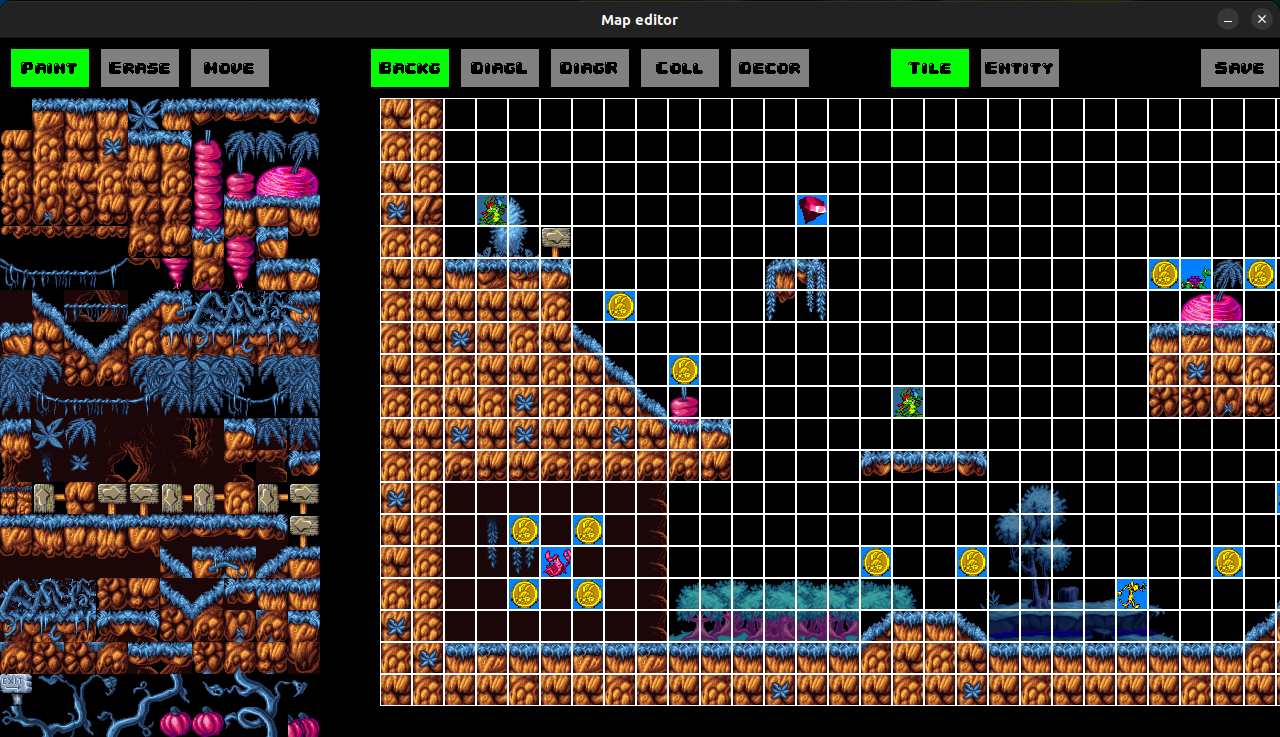 Map editor
PAINT ERASE MOVE BACKG DIAGL DIAGR COLL DECOR TILE ENTITY SAVE
EXIT